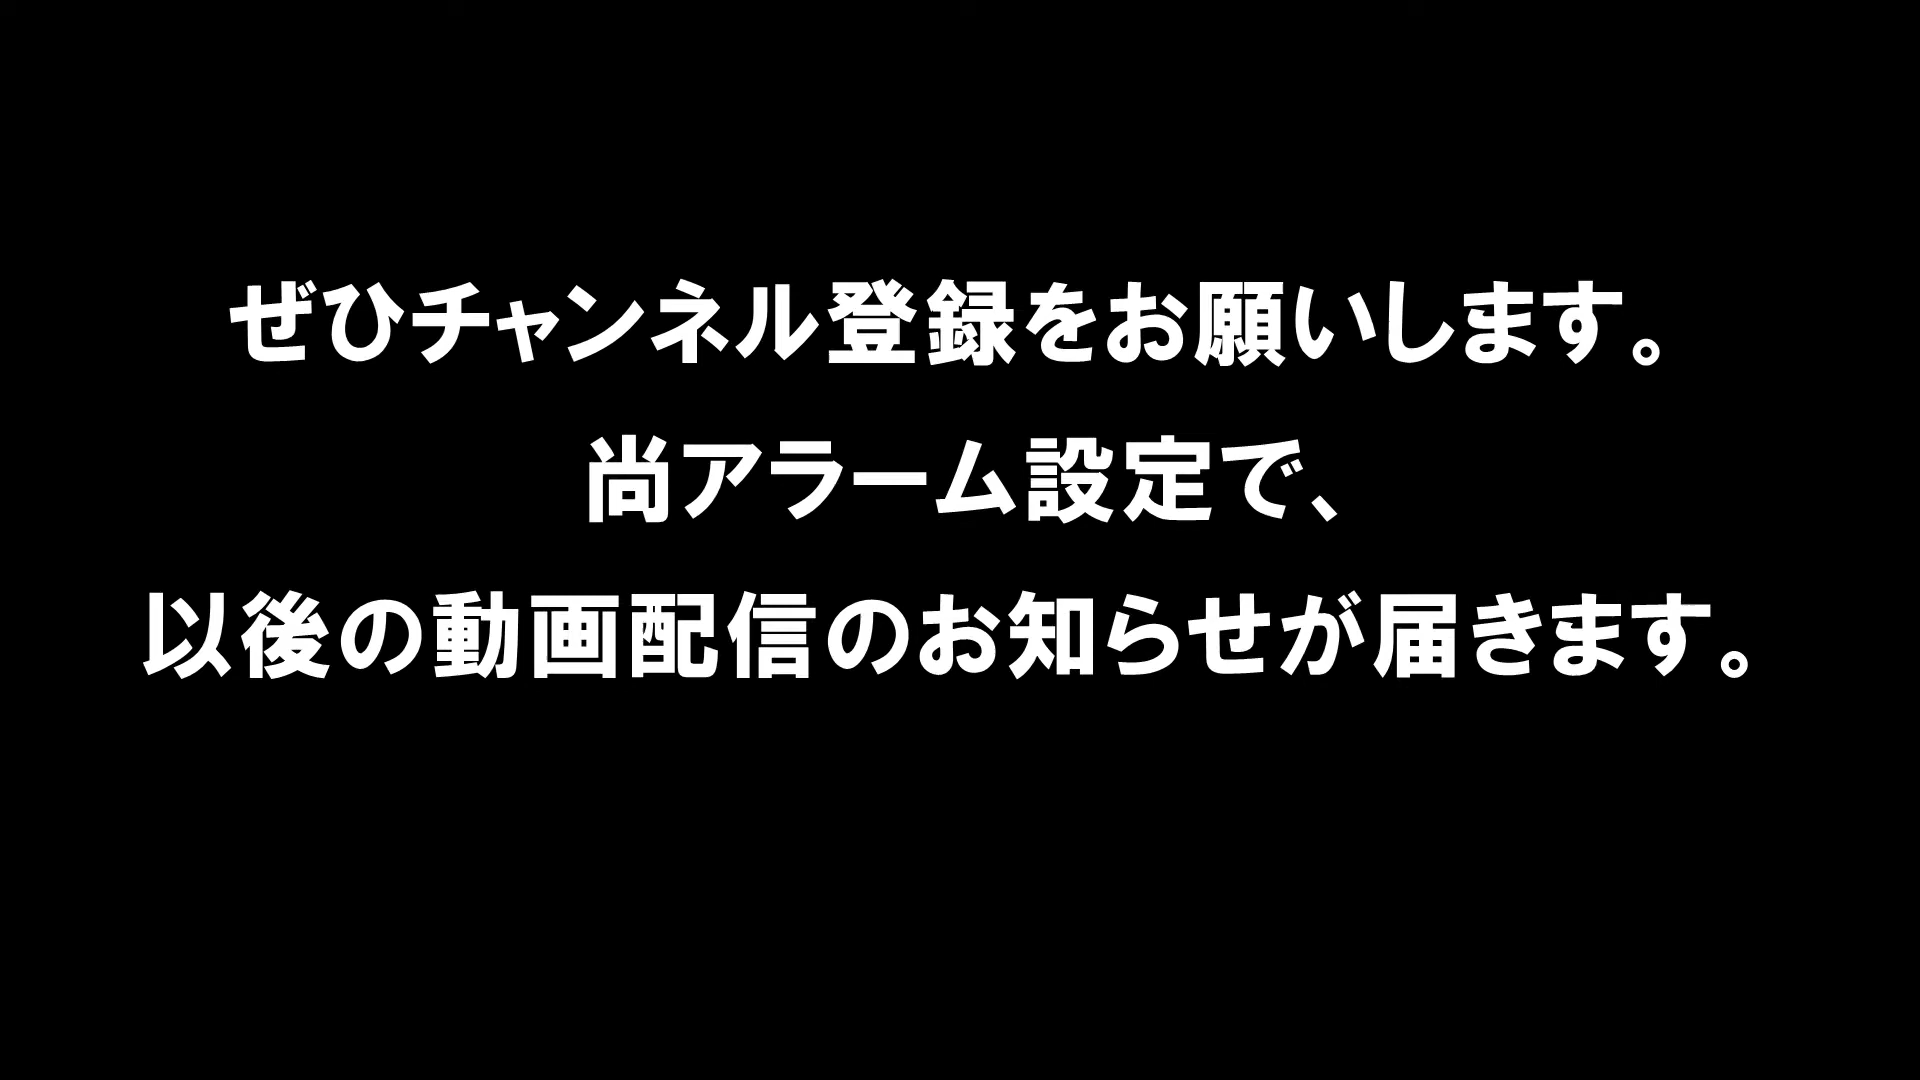 ぜひチャンネル登録をお願いします。
尚アラーム設定で、
以後の動画配信のお知らせが届きます。